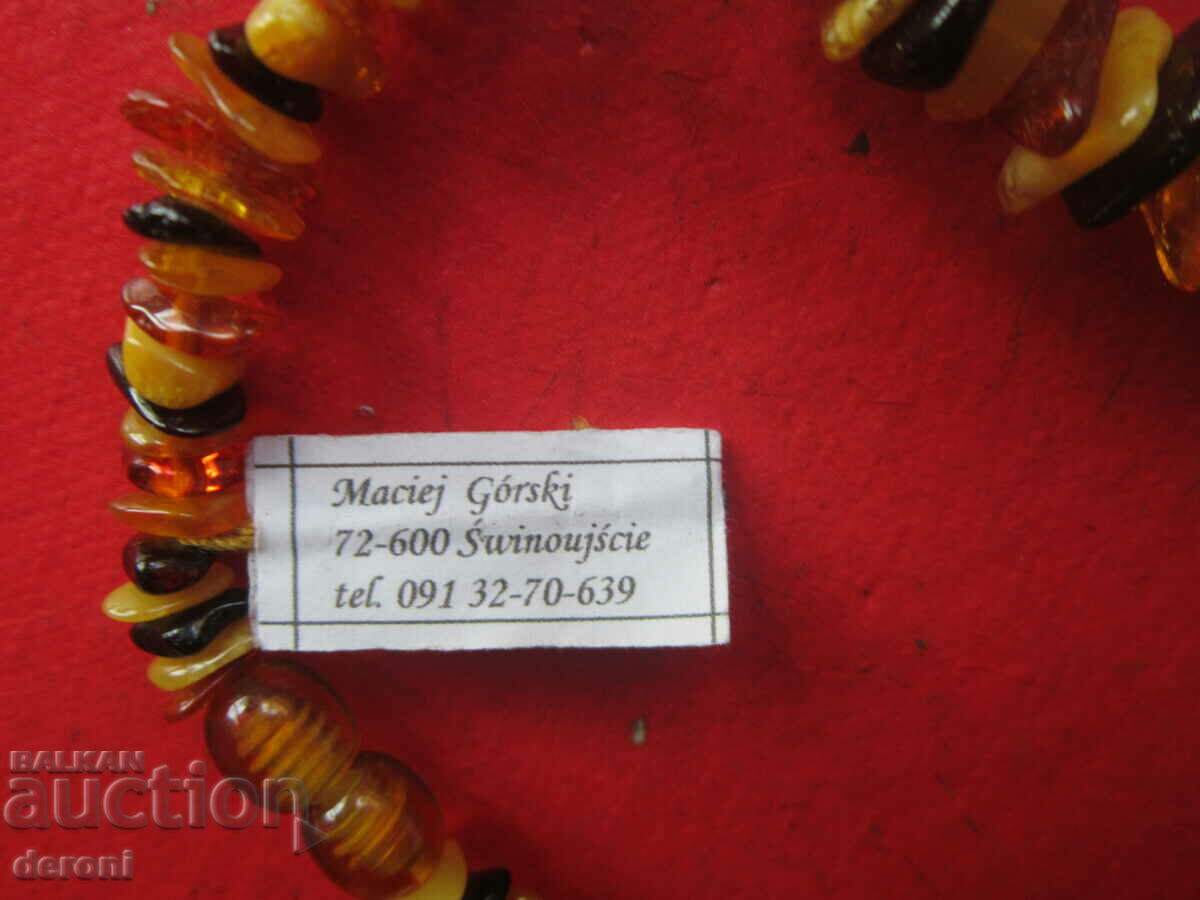 Maciej Górski
72-600 Świnoujście
tel. 091 32-70-639
BALKAN
auction
deroni